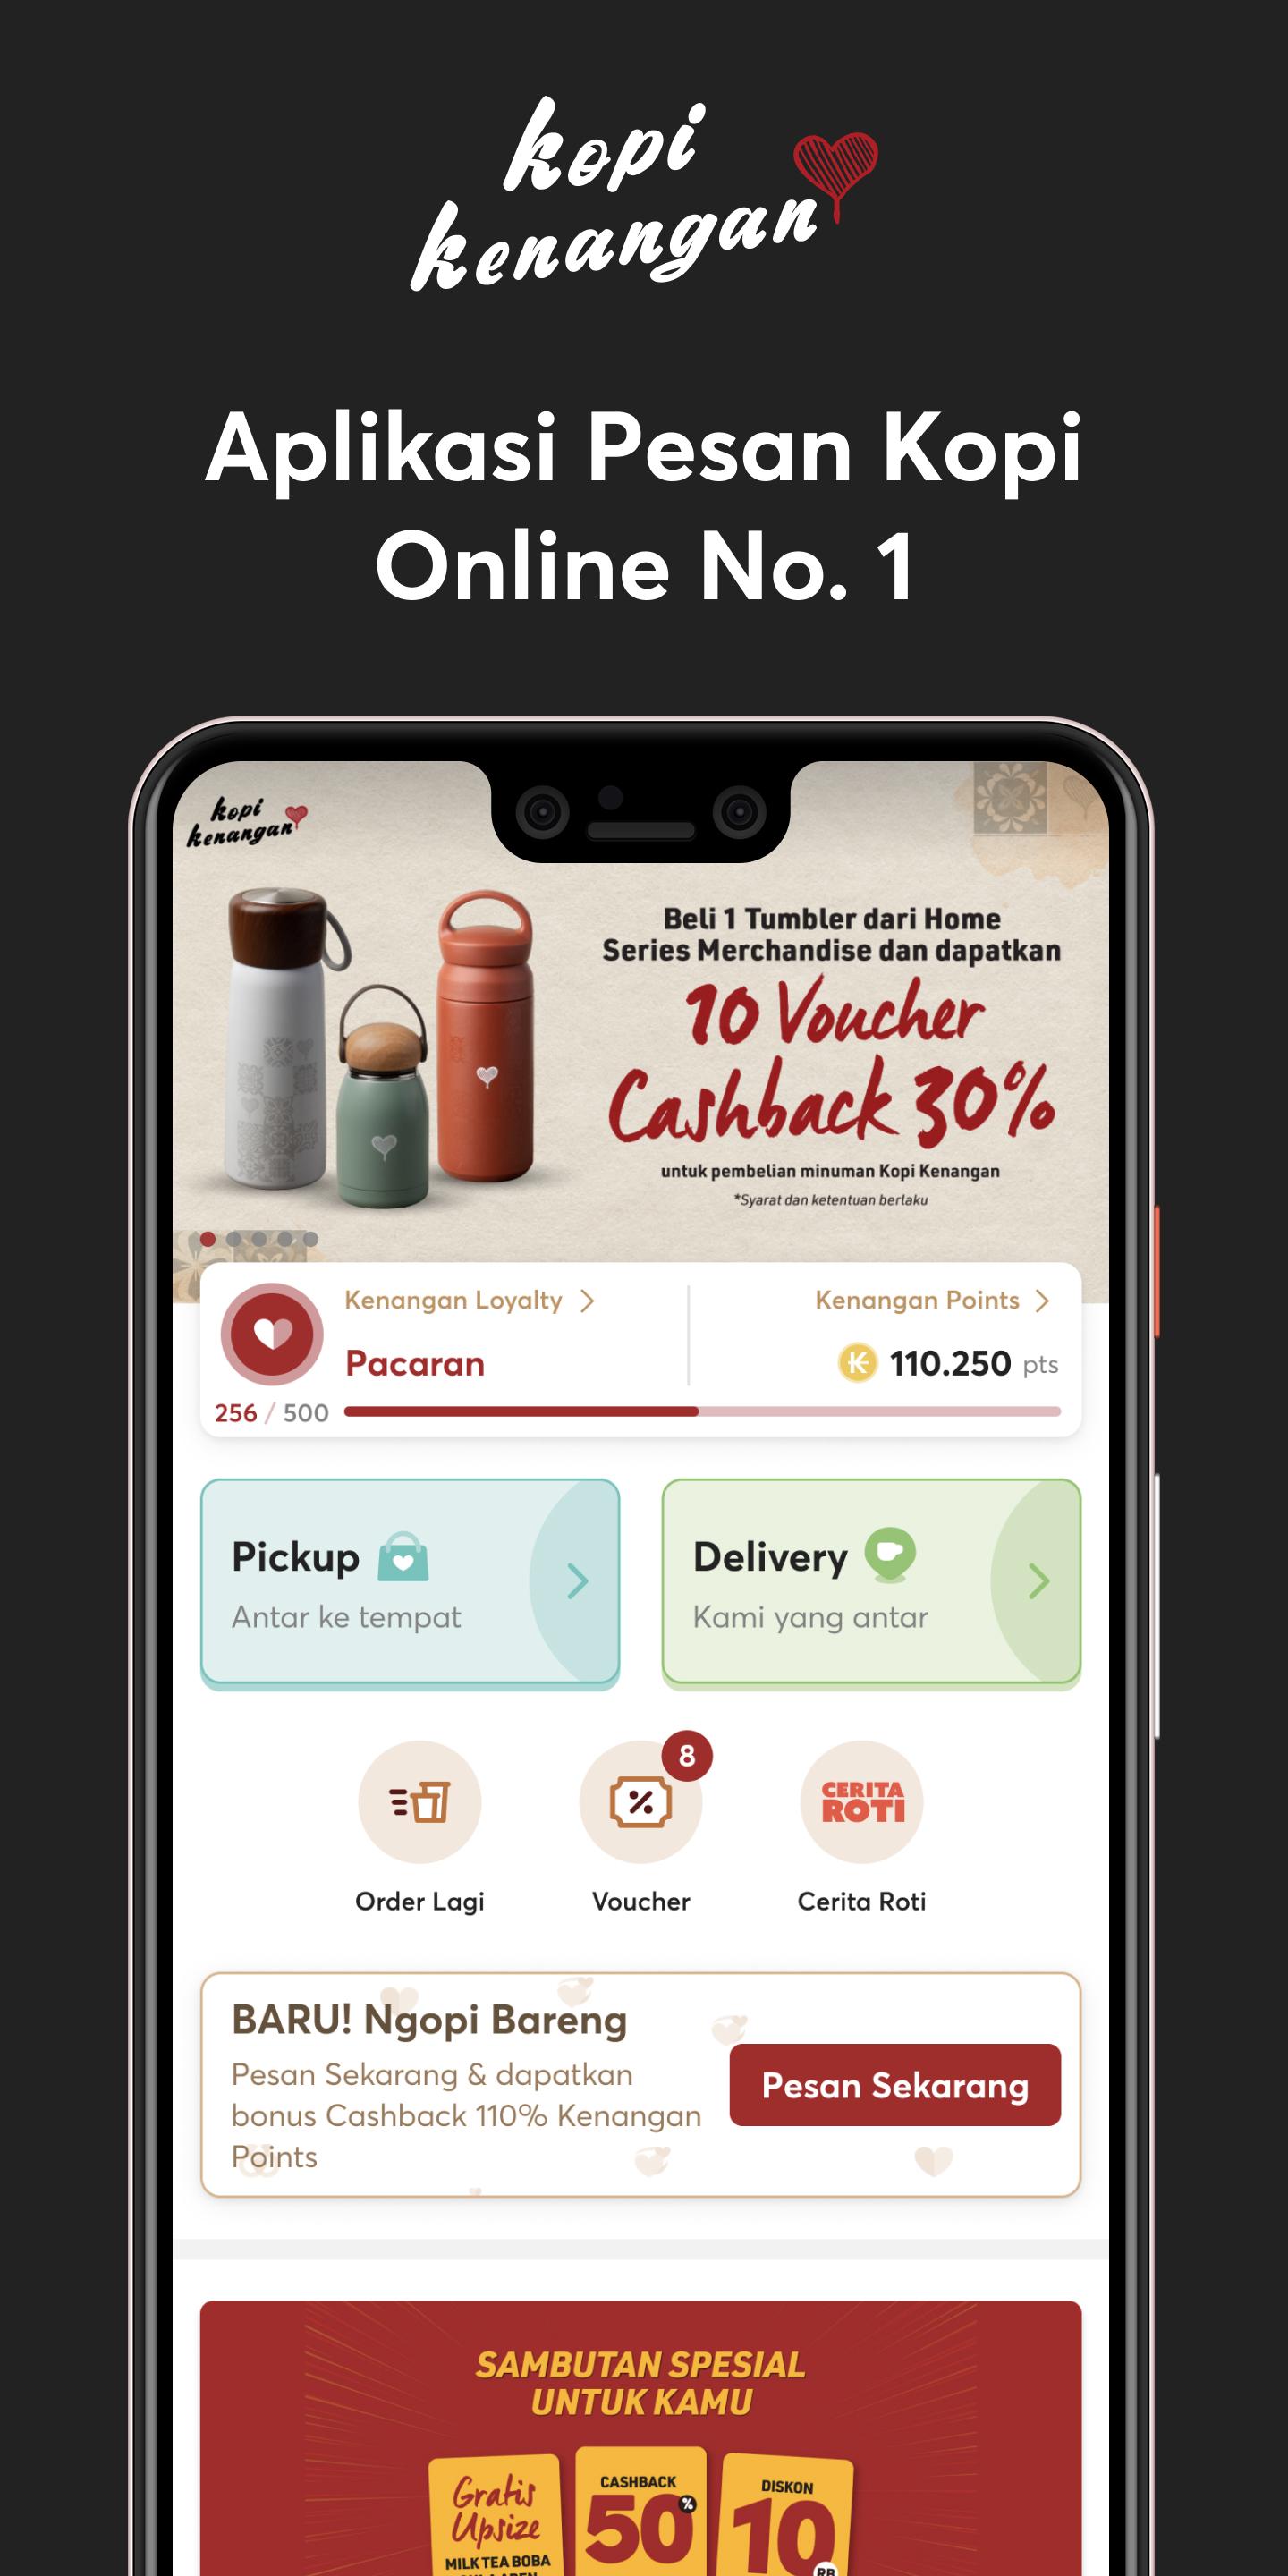 kopi
kenangan
Aplikasi Pesan Kopi
Online No. 1
kopi
kenangan
Beli 1 Tumbler dari Home
Series Merchandise dan dapatkan
10 Voucher
Cashback 30%
untuk pembelian minuman Kopi Kenangan
*Syarat dan ketentuan berlaku
Kenangan Loyalty
Kenangan Points
Pacaran
110.250 pts
256 / 500
Pickup
Delivery
Antar ke tempat
Kami yang antar
8
CERITA
ROTI
Order Lagi
Voucher
Cerita Roti
BARU! Ngopi Bareng
Pesan Sekarang & dapatkan
bonus Cashback 110% Kenangan
Points
Pesan Sekarang
SAMBUTAN SPESIAL
UNTUK KAMU
Gratis
Upsize
MILK TEA BOBA
CASHBACK
50%
DISKON
10
RB